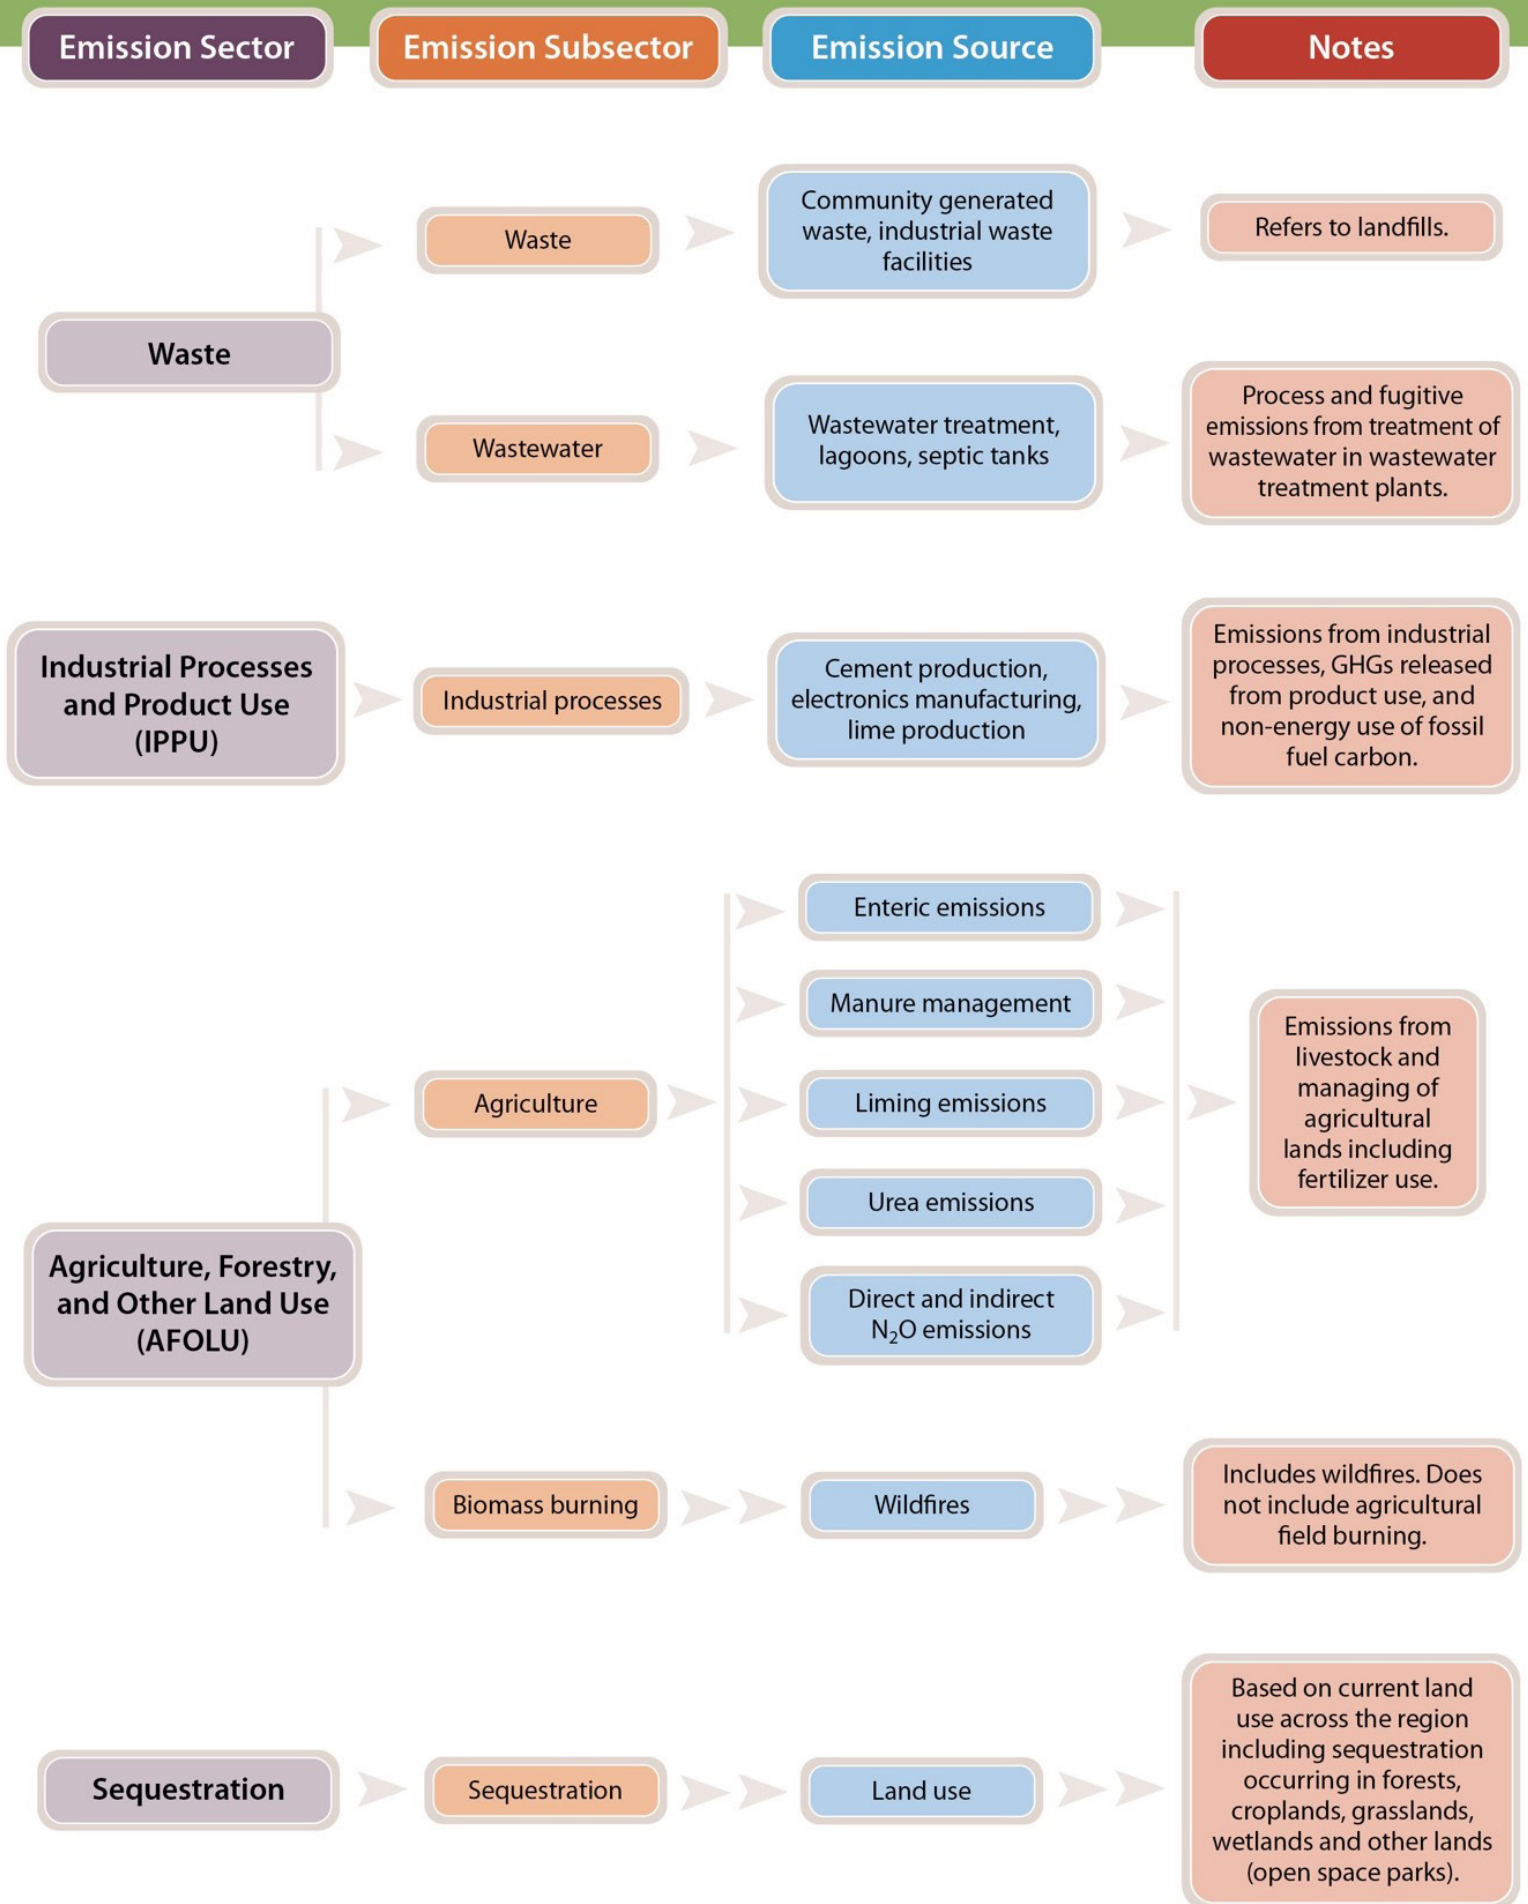 Emission Sector
Emission Subsector
Emission Source
Notes
Waste
Waste
Community generated
waste, industrial waste
facilities
Refers to landfills.
Wastewater
Wastewater treatment,
lagoons, septic tanks
Process and fugitive
emissions from treatment of
wastewater in wastewater
treatment plants.
Industrial Processes
and Product Use
(IPPU)
Industrial processes
Cement production,
electronics manufacturing,
lime production
Emissions from industrial
processes, GHGs released
from product use, and
non-energy use of fossil
fuel carbon.
Agriculture, Forestry,
and Other Land Use
(AFOLU)
Agriculture
Enteric emissions
Manure management
Liming emissions
Urea emissions
Direct and indirect
N₂O emissions
Emissions from
livestock and
managing of
agricultural
lands including
fertilizer use.
Biomass burning
Wildfires
Includes wildfires. Does
not include agricultural
field burning.
Sequestration
Sequestration
Land use
Based on current land
use across the region
including sequestration
occurring in forests,
croplands, grasslands,
wetlands and other lands
(open space parks).